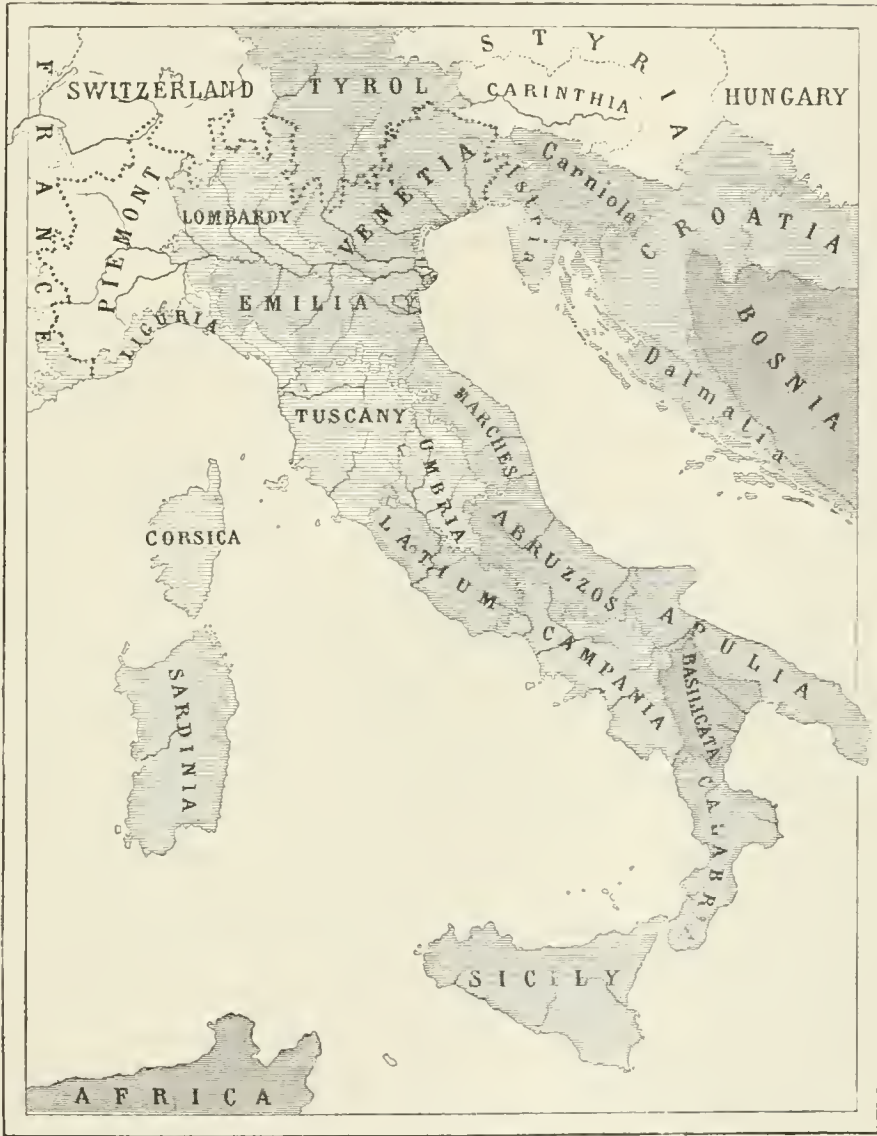 STYRIA
FRANCE
SWITZERLAND
TYROL
CARINTHIA
HUNGARY
PIEMONT
LOMBARDY
VENETIA
Istria
Carniola
CROATIA
LIGURIA
EMILIA
BOSNIA
Dalmatia
TUSCANY
MARCHES
UMBRIA
CORSICA
LATIUM
ABRUZZOS
SARDINIA
CAMPANIA
APULIA
BASILICATA
CALABR
SICILY
AFRICA